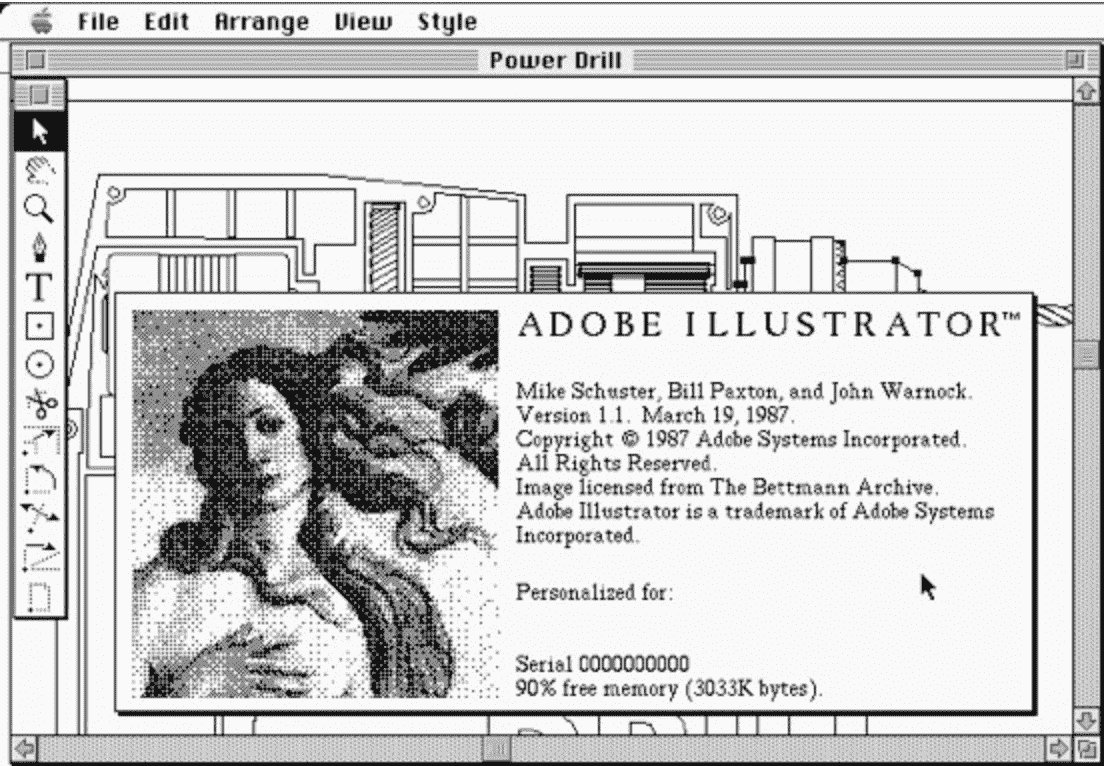 File Edit Arrange View Style
Power Drill
T
ADOBE ILLUSTRATOR™
Mike Schuster, Bill Paxton, and John Warnock.
Version 1.1. March 19, 1987.
Copyright © 1987 Adobe Systems Incorporated.
All Rights Reserved.
Image licensed from The Bettmann Archive.
Adobe Illustrator is a trademark of Adobe Systems
Incorporated.
Personalized for:
Serial 0000000000
90% free memory (3033K bytes).